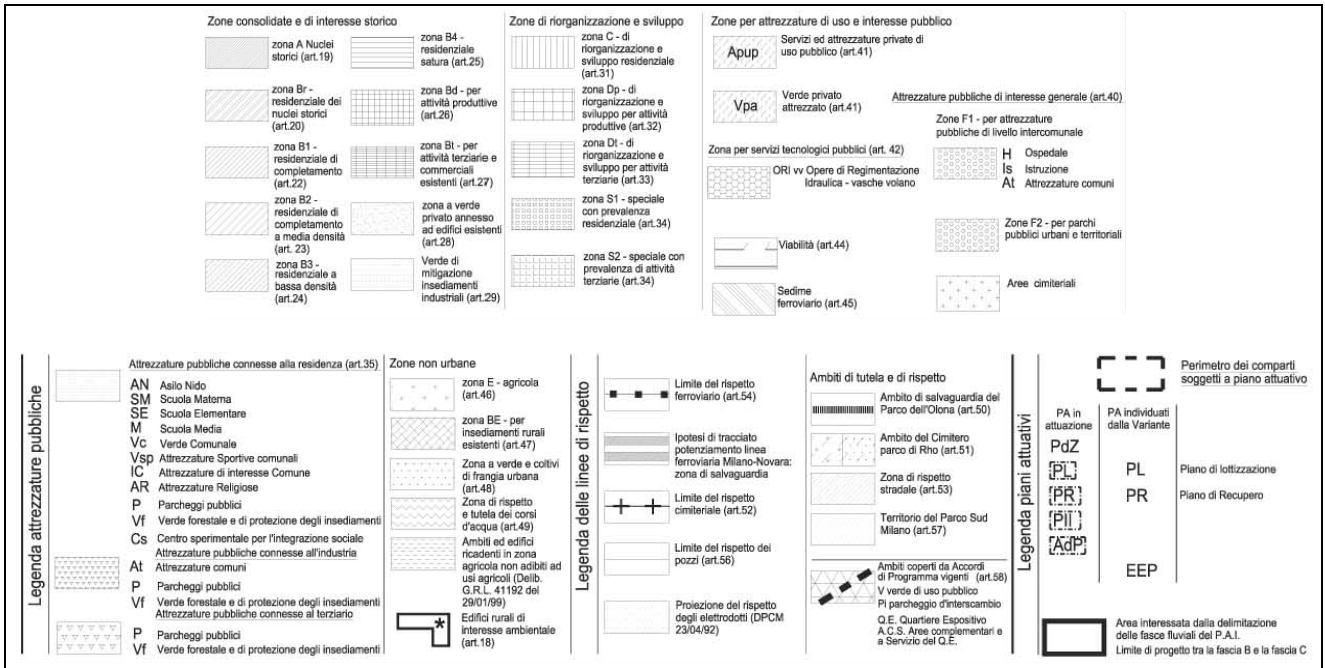 Zone consolidate e di interesse storico
zona A Nuclei
storici (art.19)
zona Br -
residenziale dei
nuclei storici
(art.20)
zona B1 -
residenziale di
completamento
(art.22)
zona B2 -
residenziale di
completamento
a media densità
(art. 23)
zona B3 -
residenziale a
bassa densità
(art.24)
zona B4 -
residenziale
satura (art.25)
zona Bd - per
attività produttive
(art.26)
zona Bt - per
attività terziarie e
commerciali
esistenti (art.27)
zona a verde
privato annesso
ad edifici esistenti
(art.28)
Verde di
mitigazione
insediamenti
industriali (art.29)
Zone di riorganizzazione e sviluppo
zona C - di
riorganizzazione e
sviluppo residenziale
(art.31)
zona Dp - di
riorganizzazione e
sviluppo per attività
produttive (art.32)
zona Dt - di
riorganizzazione e
sviluppo per attività
terziarie (art.33)
zona S1 - speciale
con prevalenza
residenziale (art.34)
zona S2 - speciale con
prevalenza di attività
terziarie (art.34)
Zone per attrezzature di uso e interesse pubblico
Apup
Servizi ed attrezzature private di
uso pubblico (art.41)
Vpa
Verde privato
attrezzato (art.41)
Zona per servizi tecnologici pubblici (art. 42)
ORI vv Opere di Regimentazione
Idraulica - vasche volano
Viabilità (art.44)
Sedime
ferroviario (art.45)
Attrezzature pubbliche di interesse generale (art.40)
Zone F1 - per attrezzature
pubbliche di livello intercomunale
H Ospedale
Is Istruzione
At Attrezzature comuni
Zone F2 - per parchi
pubblici urbani e territoriali
Aree cimiteriali
Legenda attrezzature pubbliche
Attrezzature pubbliche connesse alla residenza (art.35)
AN Asilo Nido
SM Scuola Materna
SE Scuola Elementare
M Scuola Media
Vc Verde Comunale
Vsp Attrezzature Sportive comunali
IC Attrezzature di interesse Comune
AR Attrezzature Religiose
P Parcheggi pubblici
Vf Verde forestale e di protezione degli insediamenti
Cs Centro sperimentale per l'integrazione sociale
Attrezzature pubbliche connesse all'industria
At Attrezzature comuni
P Parcheggi pubblici
Vf Verde forestale e di protezione degli insediamenti
Attrezzature pubbliche connesse al terziario
P Parcheggi pubblici
Vf Verde forestale e di protezione degli insediamenti
Zone non urbane
zona E - agricola
(art.46)
zona BE - per
insediamenti rurali
esistenti (art.47)
Zona a verde e coltivi
di frangia urbana
(art.48)
Zona di rispetto
e tutela dei corsi
d'acqua (art.49)
Ambiti ed edifici
ricadenti in zona
agricola non adibiti ad
usi agricoli (Delib.
G.R.L. 41192 del
29/01/99)
*
Edifici rurali di
interesse ambientale
(art.18)
Legenda delle linee di rispetto
Limite del rispetto
ferroviario (art.54)
Ipotesi di tracciato
potenziamento linea
ferroviaria Milano-Novara:
zona di salvaguardia
Limite del rispetto
cimiteriale (art.52)
Limite del rispetto dei
pozzi (art.56)
Proiezione del rispetto
degli elettrodotti (DPCM
23/04/92)
Ambiti di tutela e di rispetto
Ambito di salvaguardia del
Parco dell'Olona (art.50)
Ambito del Cimitero
parco di Rho (art.51)
Zona di rispetto
stradale (art.53)
Territorio del Parco Sud
Milano (art.57)
Ambiti coperti da Accordi
di Programma vigenti (art.58)
V verde di uso pubblico
Pi parcheggio d'interscambio
Q.E. Quartiere Espositivo
A.C.S. Aree complementari e
a Servizio del Q.E.
Legenda piani attuativi
Perimetro dei comparti
soggetti a piano attuativo
PA in
attuazione
PA individuati
dalla Variante
PdZ
PL PL Piano di lottizzazione
PR PR Piano di Recupero
PII
AdP
EEP
Area interessata dalla delimitazione
delle fasce fluviali del P.A.I.
Limite di progetto tra la fascia B e la fascia C